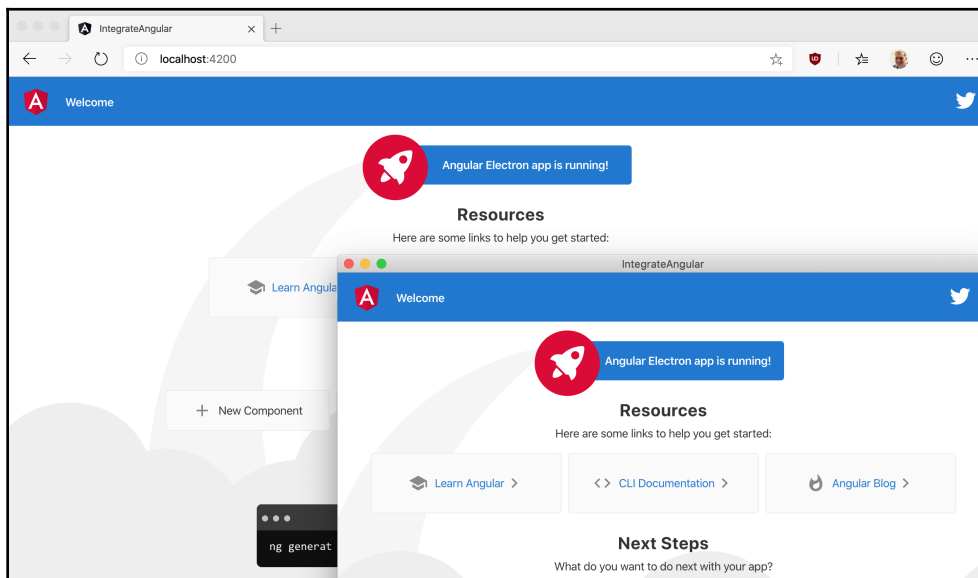 IntegrateAngular
localhost:4200
Welcome
Angular Electron app is running!
Resources
Here are some links to help you get started:
Learn Angula
New Component
ng generat
IntegrateAngular
Welcome
Angular Electron app is running!
Resources
Here are some links to help you get started:
Learn Angular
CLI Documentation
Angular Blog
Next Steps
What do you want to do next with your app?